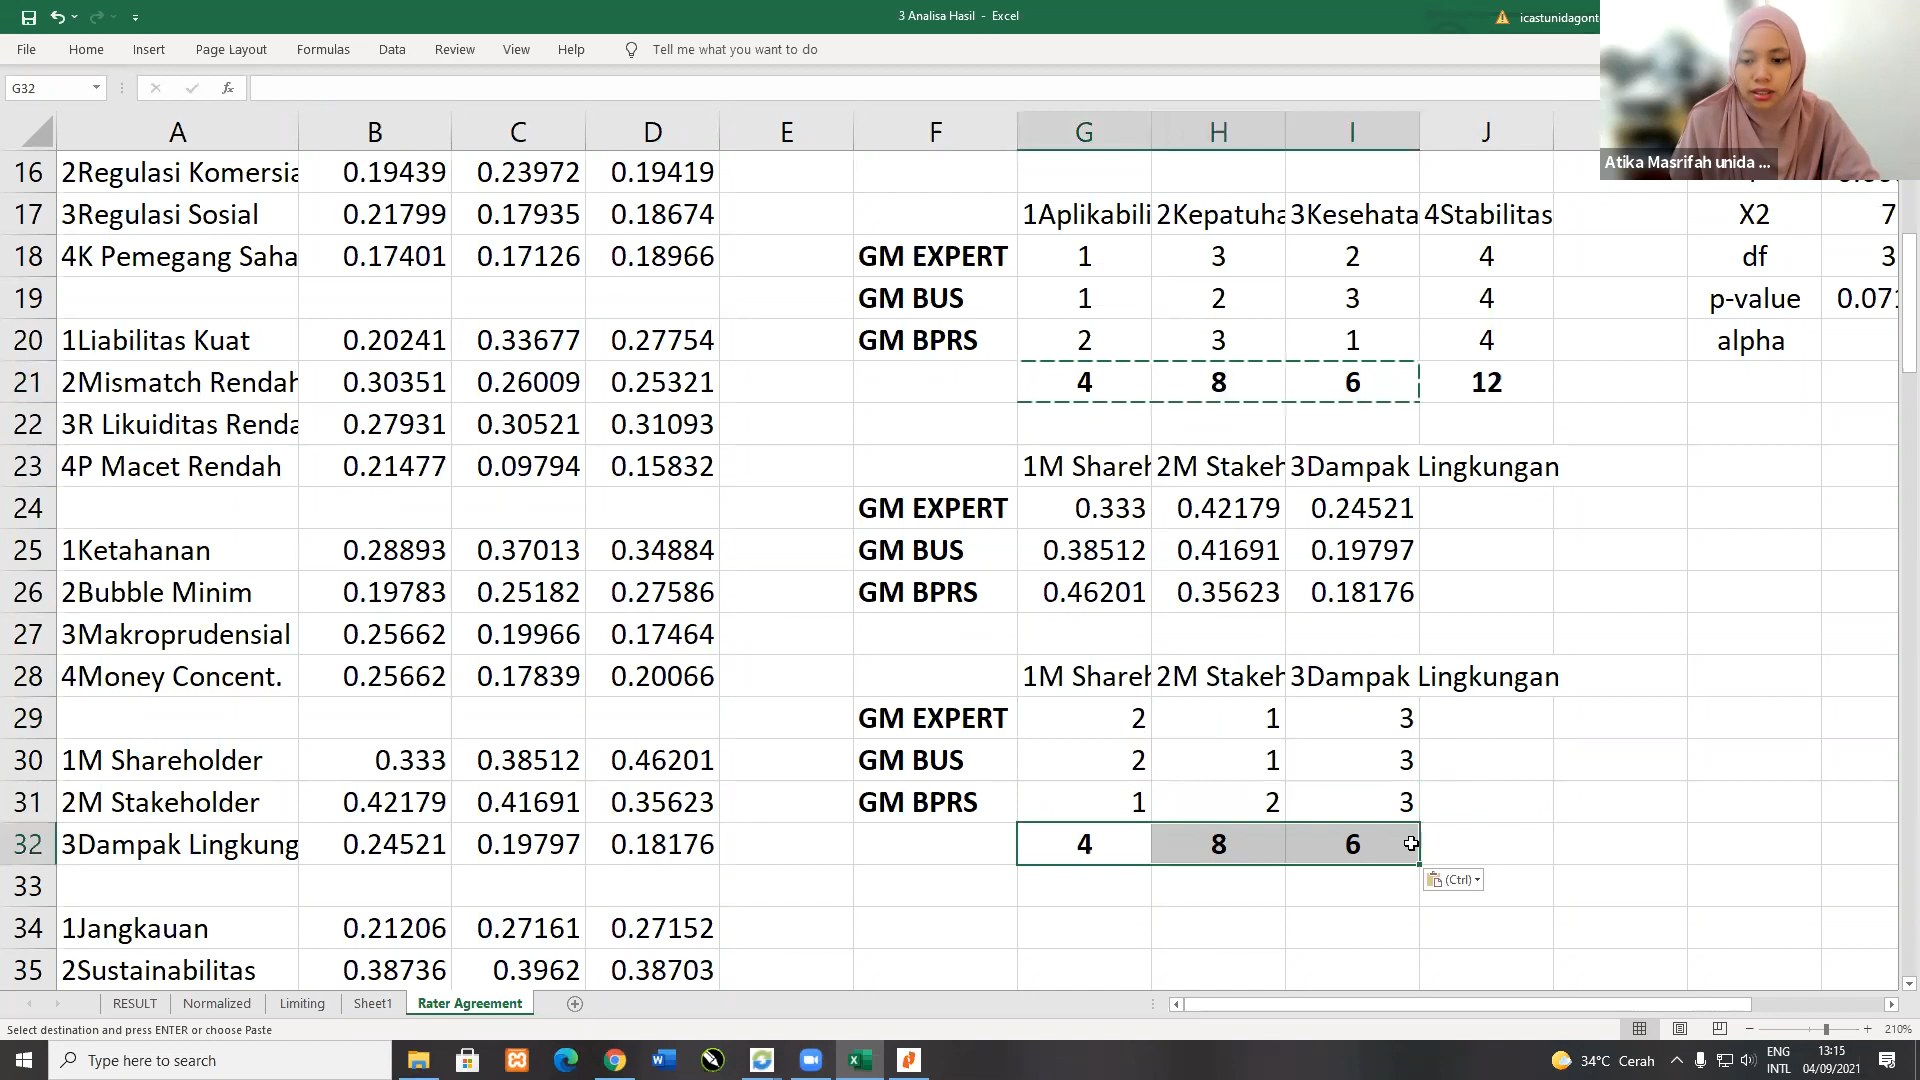 3 Analisa Hasil - Excel
icastunidagont
File Home Insert Page Layout Formulas Data Review View Help Tell me what you want to do
Atika Masrifah unida ...
G32 fx
A B C D E F G H I J
16 2Regulasi Komersia 0.19439 0.23972 0.19419
17 3Regulasi Sosial 0.21799 0.17935 0.18674 1Aplikabili 2Kepatuha 3Kesehata 4Stabilitas X2 7
18 4K Pemegang Saha 0.17401 0.17126 0.18966 GM EXPERT 1 3 2 4 df 3
19 GM BUS 1 2 3 4 p-value 0.071
20 1Liabilitas Kuat 0.20241 0.33677 0.27754 GM BPRS 2 3 1 4 alpha
21 2Mismatch Rendah 0.30351 0.26009 0.25321 4 8 6 12
22 3R Likuiditas Renda 0.27931 0.30521 0.31093
23 4P Macet Rendah 0.21477 0.09794 0.15832 1M Shareh 2M Stakeh 3Dampak Lingkungan
24 GM EXPERT 0.333 0.42179 0.24521
25 1Ketahanan 0.28893 0.37013 0.34884 GM BUS 0.38512 0.41691 0.19797
26 2Bubble Minim 0.19783 0.25182 0.27586 GM BPRS 0.46201 0.35623 0.18176
27 3Makroprudensial 0.25662 0.19966 0.17464
28 4Money Concent. 0.25662 0.17839 0.20066 1M Shareh 2M Stakeh 3Dampak Lingkungan
29 GM EXPERT 2 1 3
30 1M Shareholder 0.333 0.38512 0.46201 GM BUS 2 1 3
31 2M Stakeholder 0.42179 0.41691 0.35623 GM BPRS 1 2 3
32 3Dampak Lingkung 0.24521 0.19797 0.18176 4 8 6
(Ctrl)
33
34 1Jangkauan 0.21206 0.27161 0.27152
35 2Sustainabilitas 0.38736 0.3962 0.38703
RESULT Normalized Limiting Sheet1 Rater Agreement
Select destination and press ENTER or choose Paste
210%
Type here to search
34°C Cerah
ENG
INTL
13:15
04/09/2021